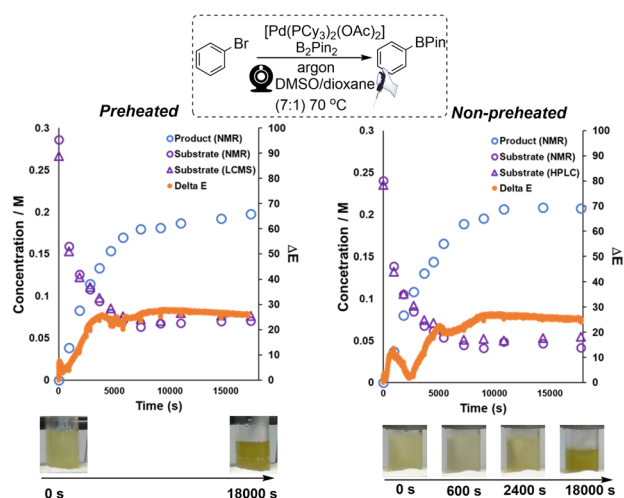 [Pd(PCy3)2(OAc)2]
Br
B2Pin2
BPin
argon
DMSO/dioxane
(7:1) 70 °C
Preheated
Non-preheated
0.3
0.25
0.2
0.15
0.1
0.05
0
Concentration / M
Product (NMR)
Substrate (NMR)
Substrate (LCMS)
Delta E
100
90
80
70
60
50
40
30
20
10
0
ΔE
0
5000
10000
15000
Time (s)
0.3
0.25
0.2
0.15
0.1
0.05
0
Concetration / M
Product (NMR)
Substrate (NMR)
Substrate (HPLC)
Delta E
100
90
80
70
60
50
40
30
20
10
0
ΔE
0
5000
10000
15000
Time (s)
0 s
18000 s
0 s
600 s
2400 s
18000 s